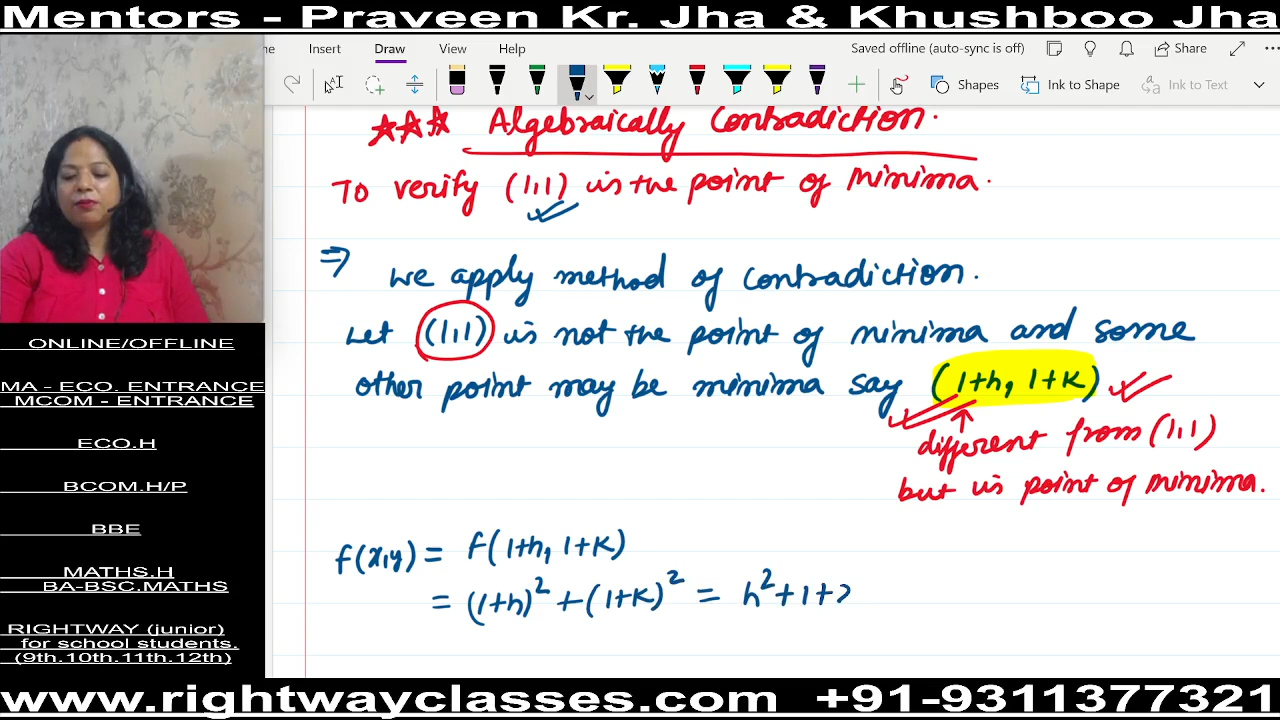 Mentors - Praveen Kr. Jha & Khushboo Jha
Insert Draw View Help
Saved offline (auto-sync is off)
Share
Shapes
Ink to Shape
Ink to Text
*** Algebraically Contradiction.
To verify (1,1) is the point of minima.
⇒ We apply method of contradiction.
Let (1,1) is not the point of minima and some
other point may be minima say (1+h, 1+K)
different from (1,1)
but is point of minima.
f(x,y) = f(1+h, 1+K)
= (1+h)² + (1+K)² = h²+1+
ONLINE/OFFLINE
MA - ECO. ENTRANCE
MCOM - ENTRANCE
ECO.H
BCOM.H/P
BBE
MATHS.H
BA-BSC.MATHS
RIGHTWAY (junior)
for school students.
(9th.10th.11th.12th)
www.rightwayclasses.com +91-9311377321